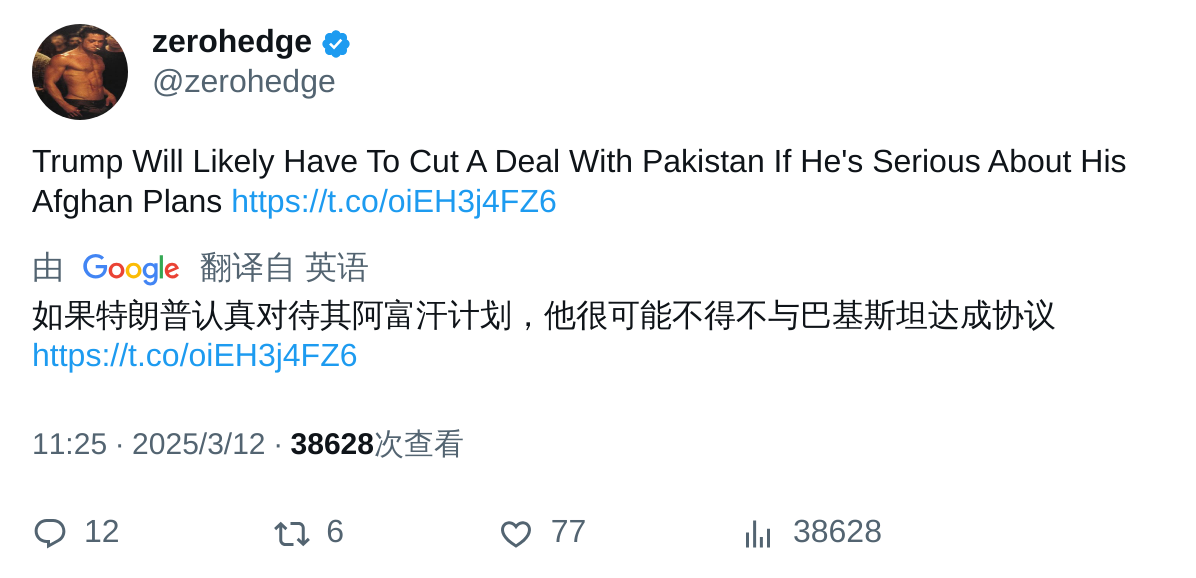 zerohedge
@zerohedge
Trump Will Likely Have To Cut A Deal With Pakistan If He's Serious About His
Afghan Plans https://t.co/oiEH3j4FZ6
由 Google 翻译自 英语
如果特朗普认真对待其阿富汗计划，他很可能不得不与巴基斯坦达成协议
https://t.co/oiEH3j4FZ6
11:25 · 2025/3/12 · 38628次查看
12 6 77 38628